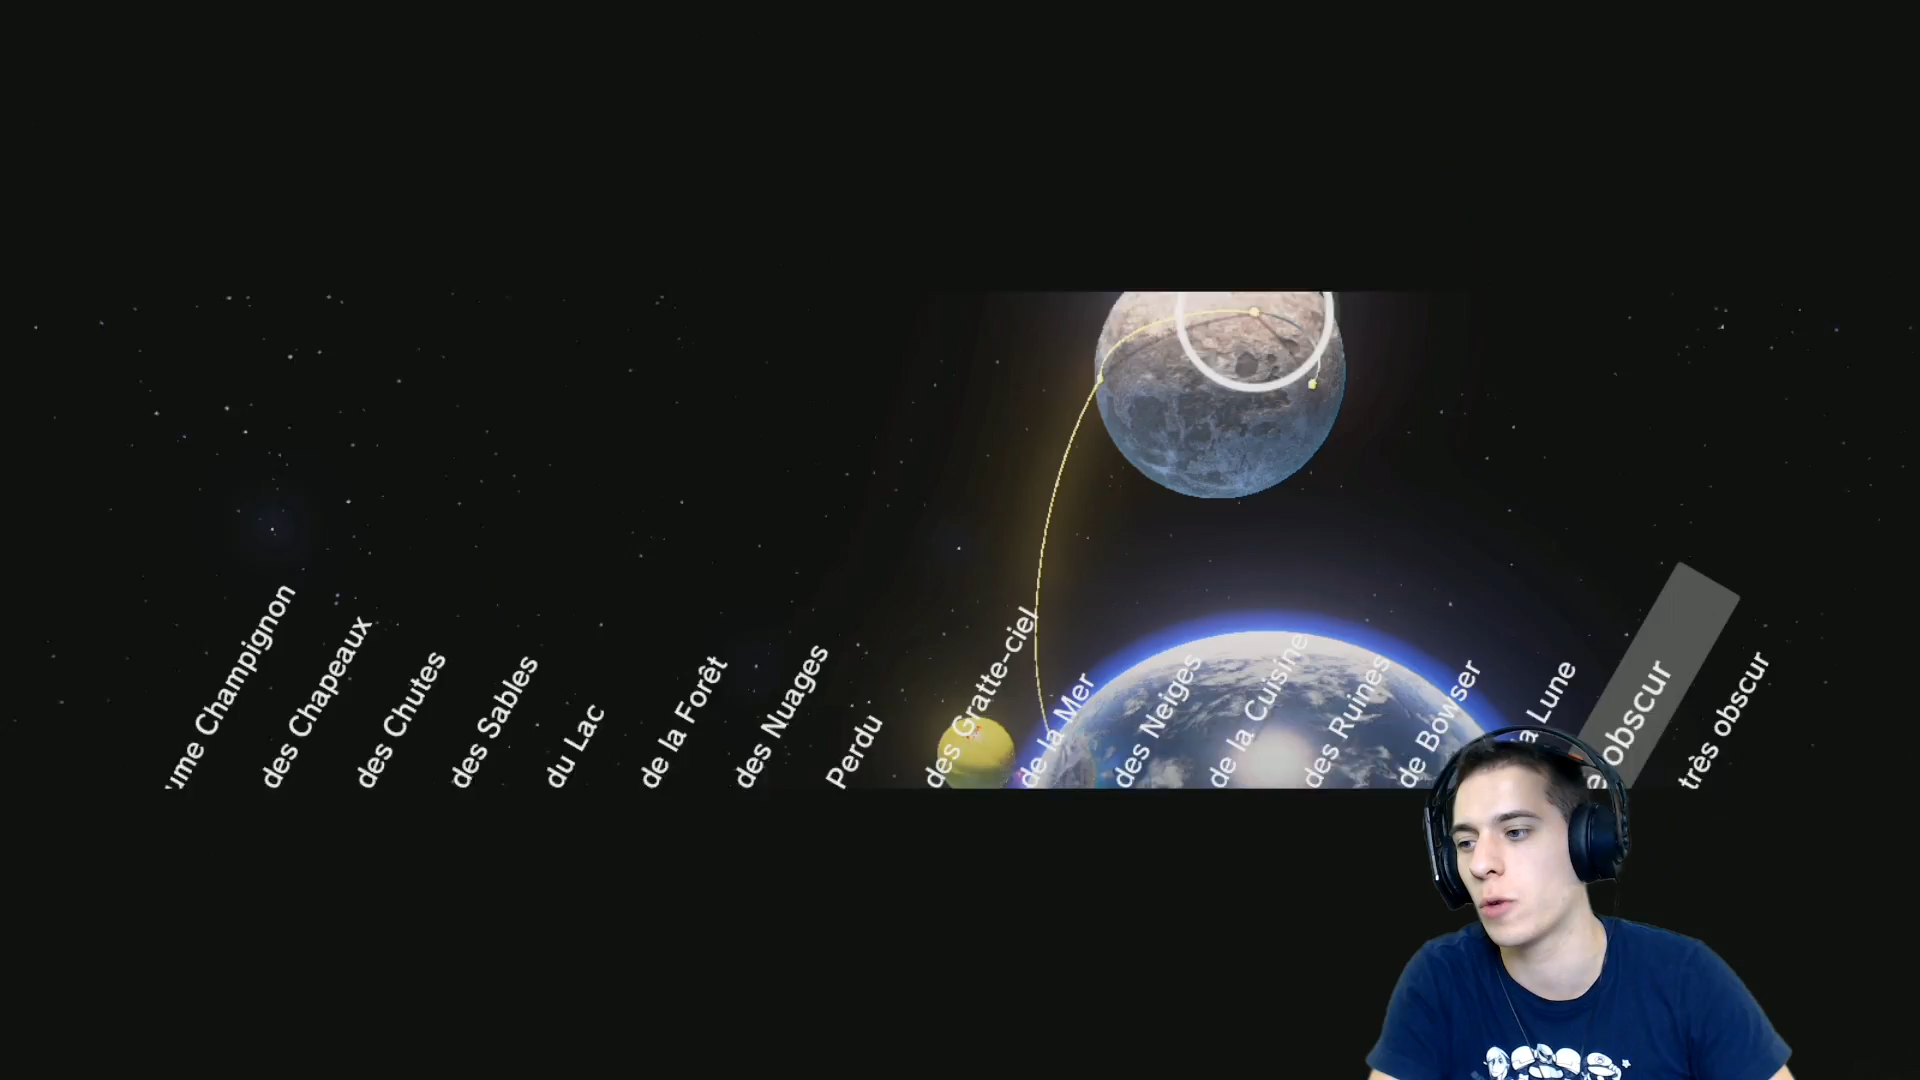 ume Champignon
des Chapeaux
des Chutes
des Sables
du Lac
de la Forêt
des Nuages
Perdu
des Gratte-ciel
de la Mer
des Neiges
de la Cuisine
des Ruines
de Bowser
la Lune
e obscur
très obscur